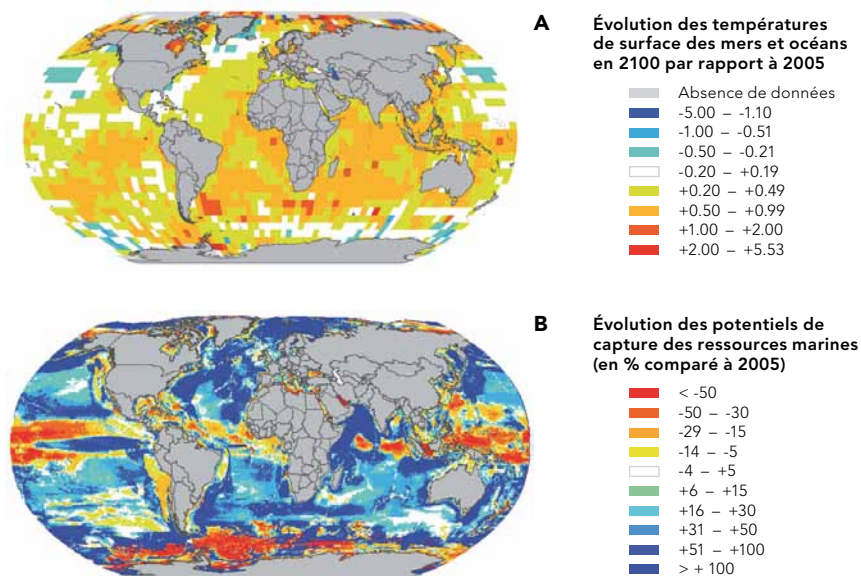 A
Évolution des températures
de surface des mers et océans
en 2100 par rapport à 2005
Absence de données
-5.00 – -1.10
-1.00 – -0.51
-0.50 – -0.21
-0.20 – +0.19
+0.20 – +0.49
+0.50 – +0.99
+1.00 – +2.00
+2.00 – +5.53
B
Évolution des potentiels de
capture des ressources marines
(en % comparé à 2005)
< -50
-50 – -30
-29 – -15
-14 – -5
-4 – +5
+6 – +15
+16 – +30
+31 – +50
+51 – +100
> + 100